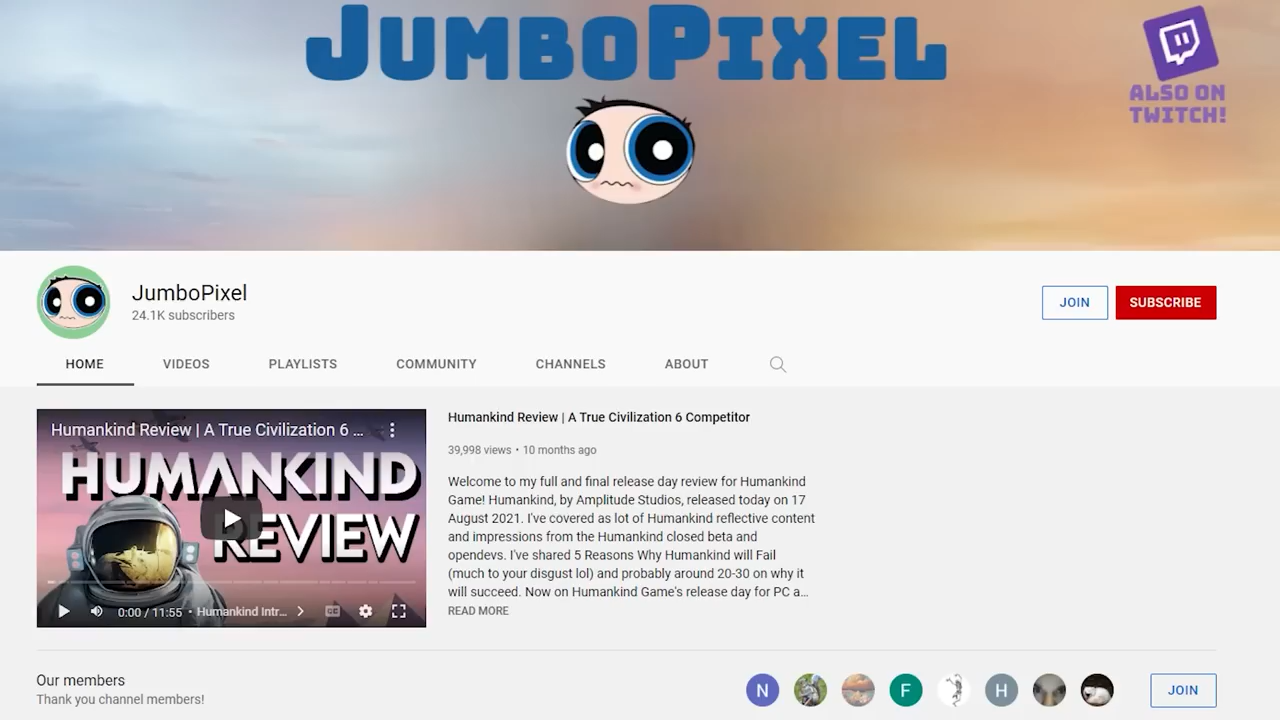 JUMBOPIXEL
ALSO ON
TWITCH!
JumboPixel
24.1K subscribers
JOIN
SUBSCRIBE
HOME
VIDEOS
PLAYLISTS
COMMUNITY
CHANNELS
ABOUT
Humankind Review | A True Civilization 6 ...
HUMANKIND
REVIEW
0:00 / 11:55 • Humankind Intr...
CC
Humankind Review | A True Civilization 6 Competitor
39,998 views • 10 months ago
Welcome to my full and final release day review for Humankind
Game! Humankind, by Amplitude Studios, released today on 17
August 2021. I've covered as lot of Humankind reflective content
and impressions from the Humankind closed beta and
opendevs. I've shared 5 Reasons Why Humankind will Fail
(much to your disgust lol) and probably around 20-30 on why it
will succeed. Now on Humankind Game's release day for PC a...
READ MORE
Our members
Thank you channel members!
N
F
H
JOIN